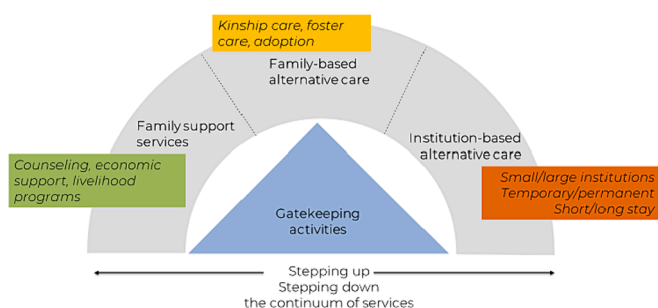 Kinship care, foster
care, adoption
Family-based
alternative care
Family support
services
Counseling, economic
support, livelihood
programs
Institution-based
alternative care
Small/large institutions
Temporary/permanent
Short/long stay
Gatekeeping
activities
Stepping up
Stepping down
the continuum of services